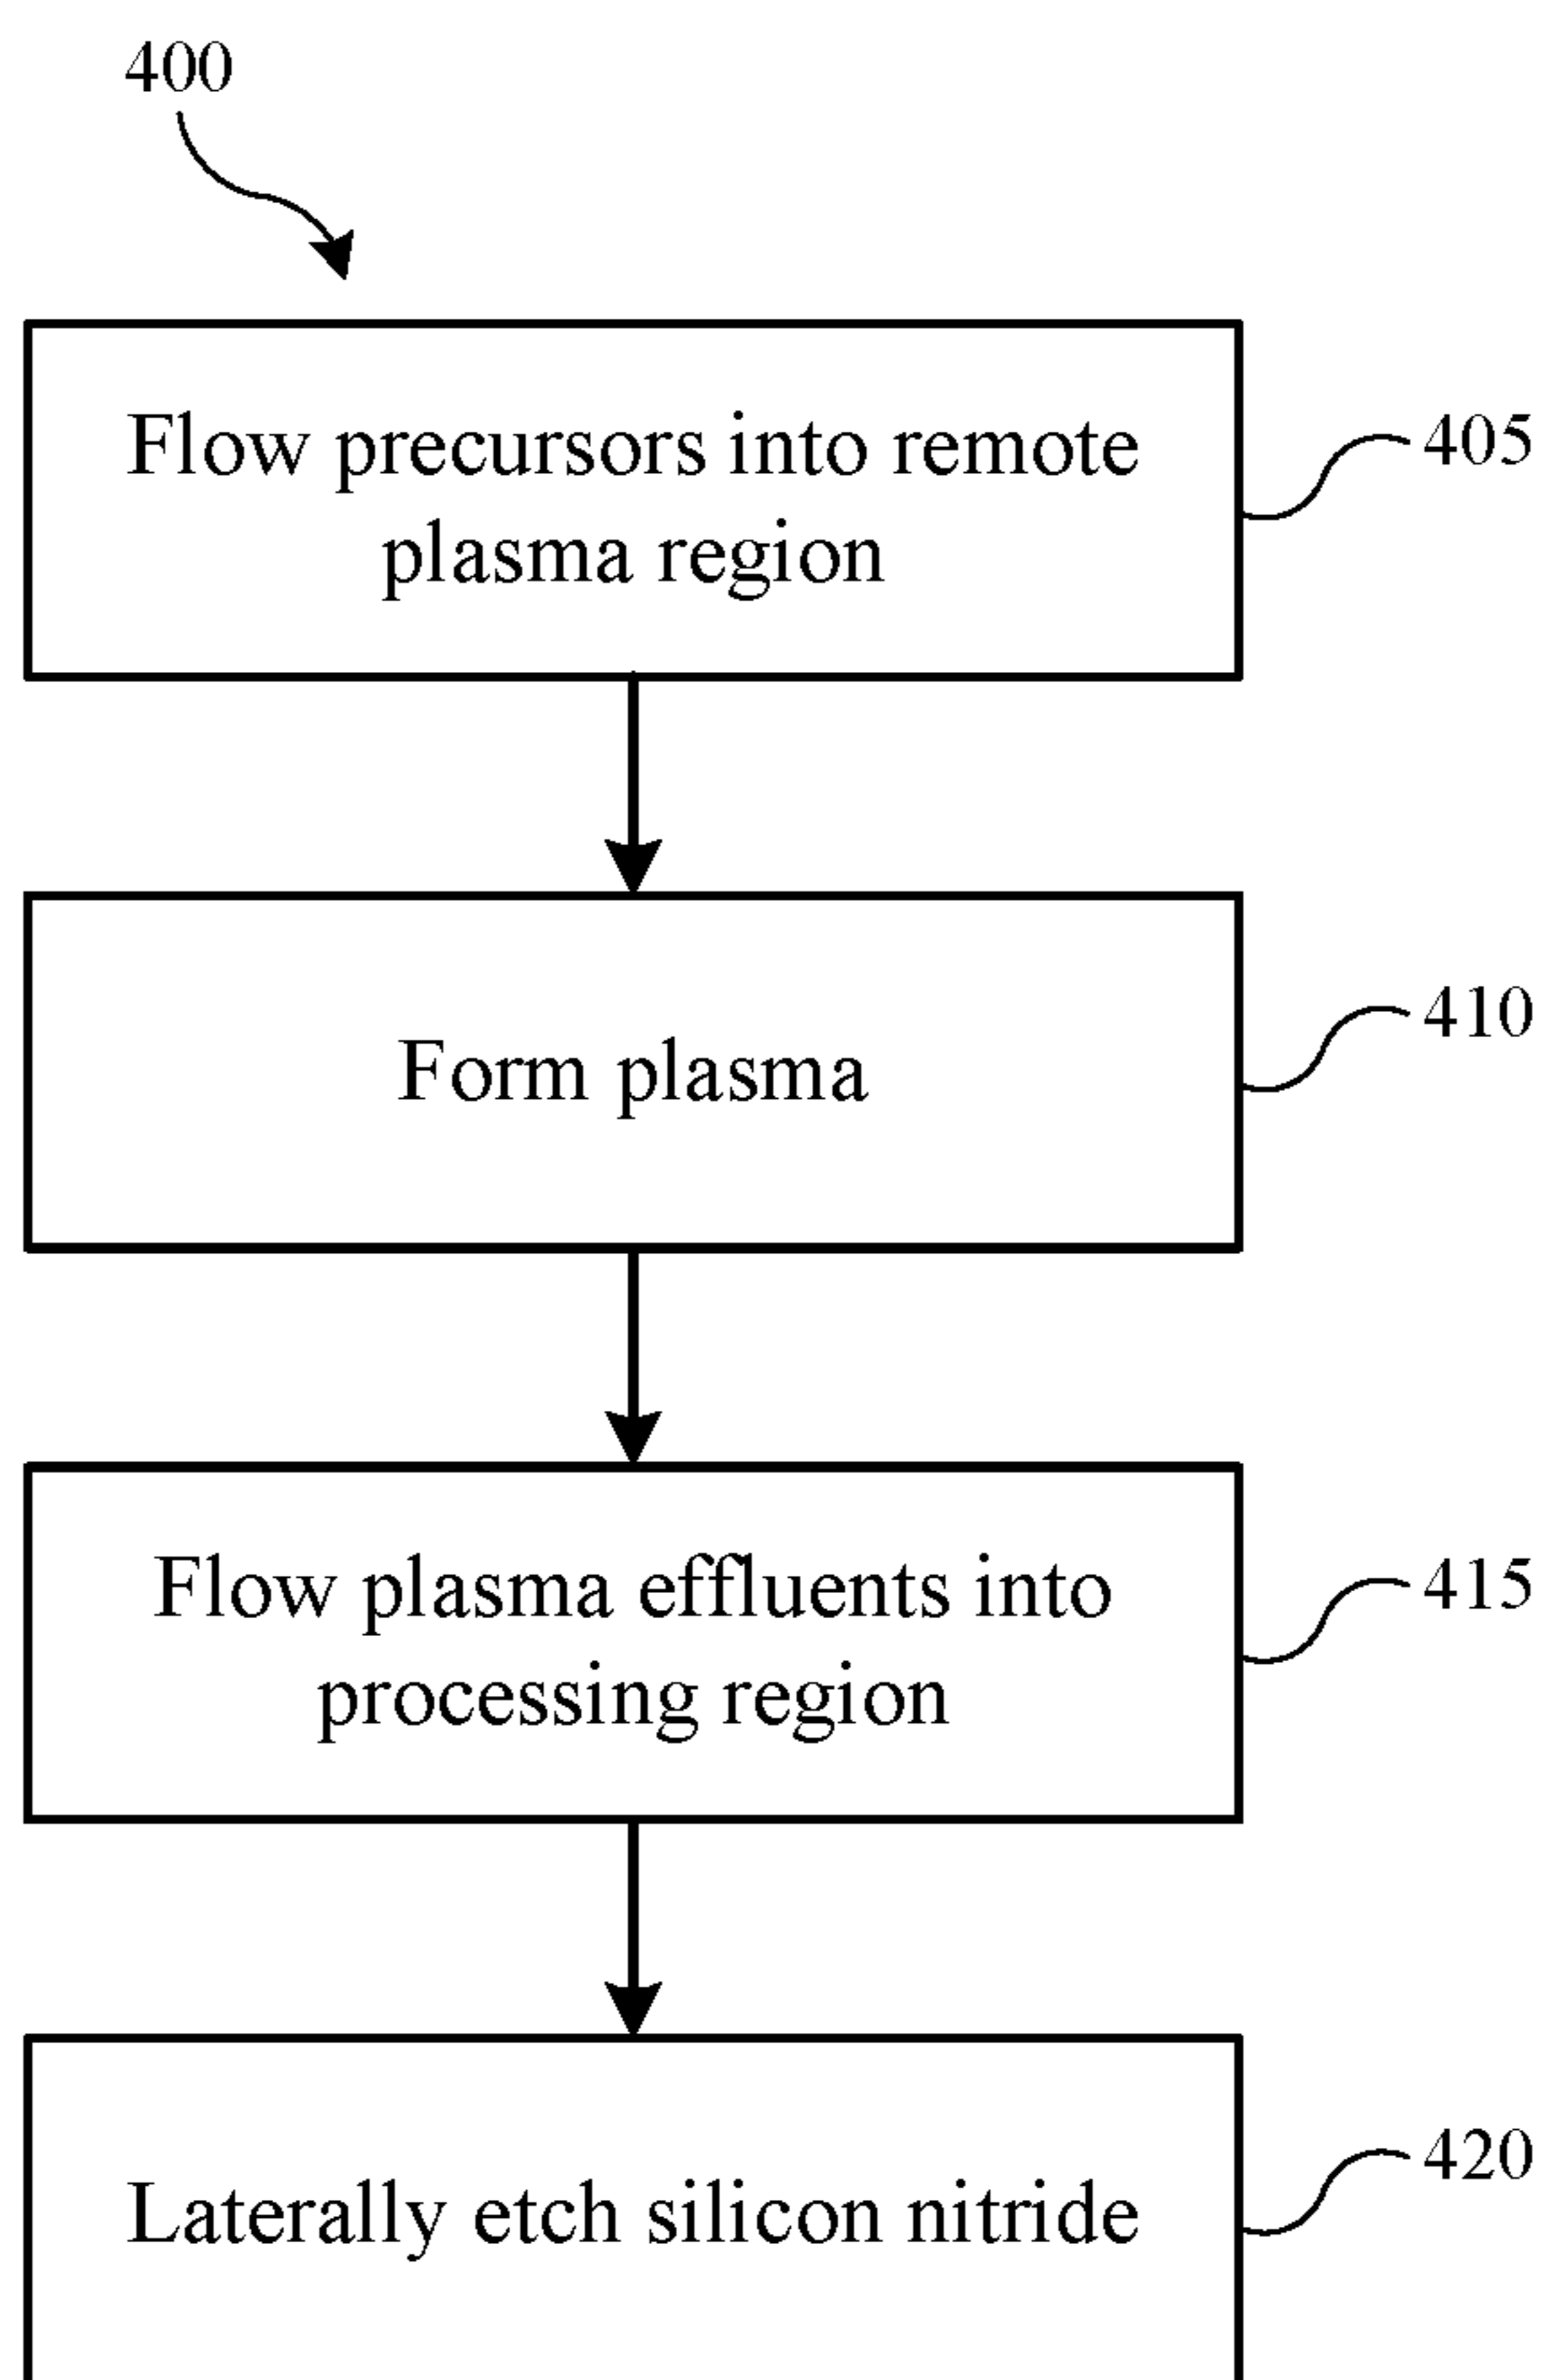 400
Flow precursors into remote
plasma region
405
Form plasma
410
Flow plasma effluents into
processing region
415
Laterally etch silicon nitride
420